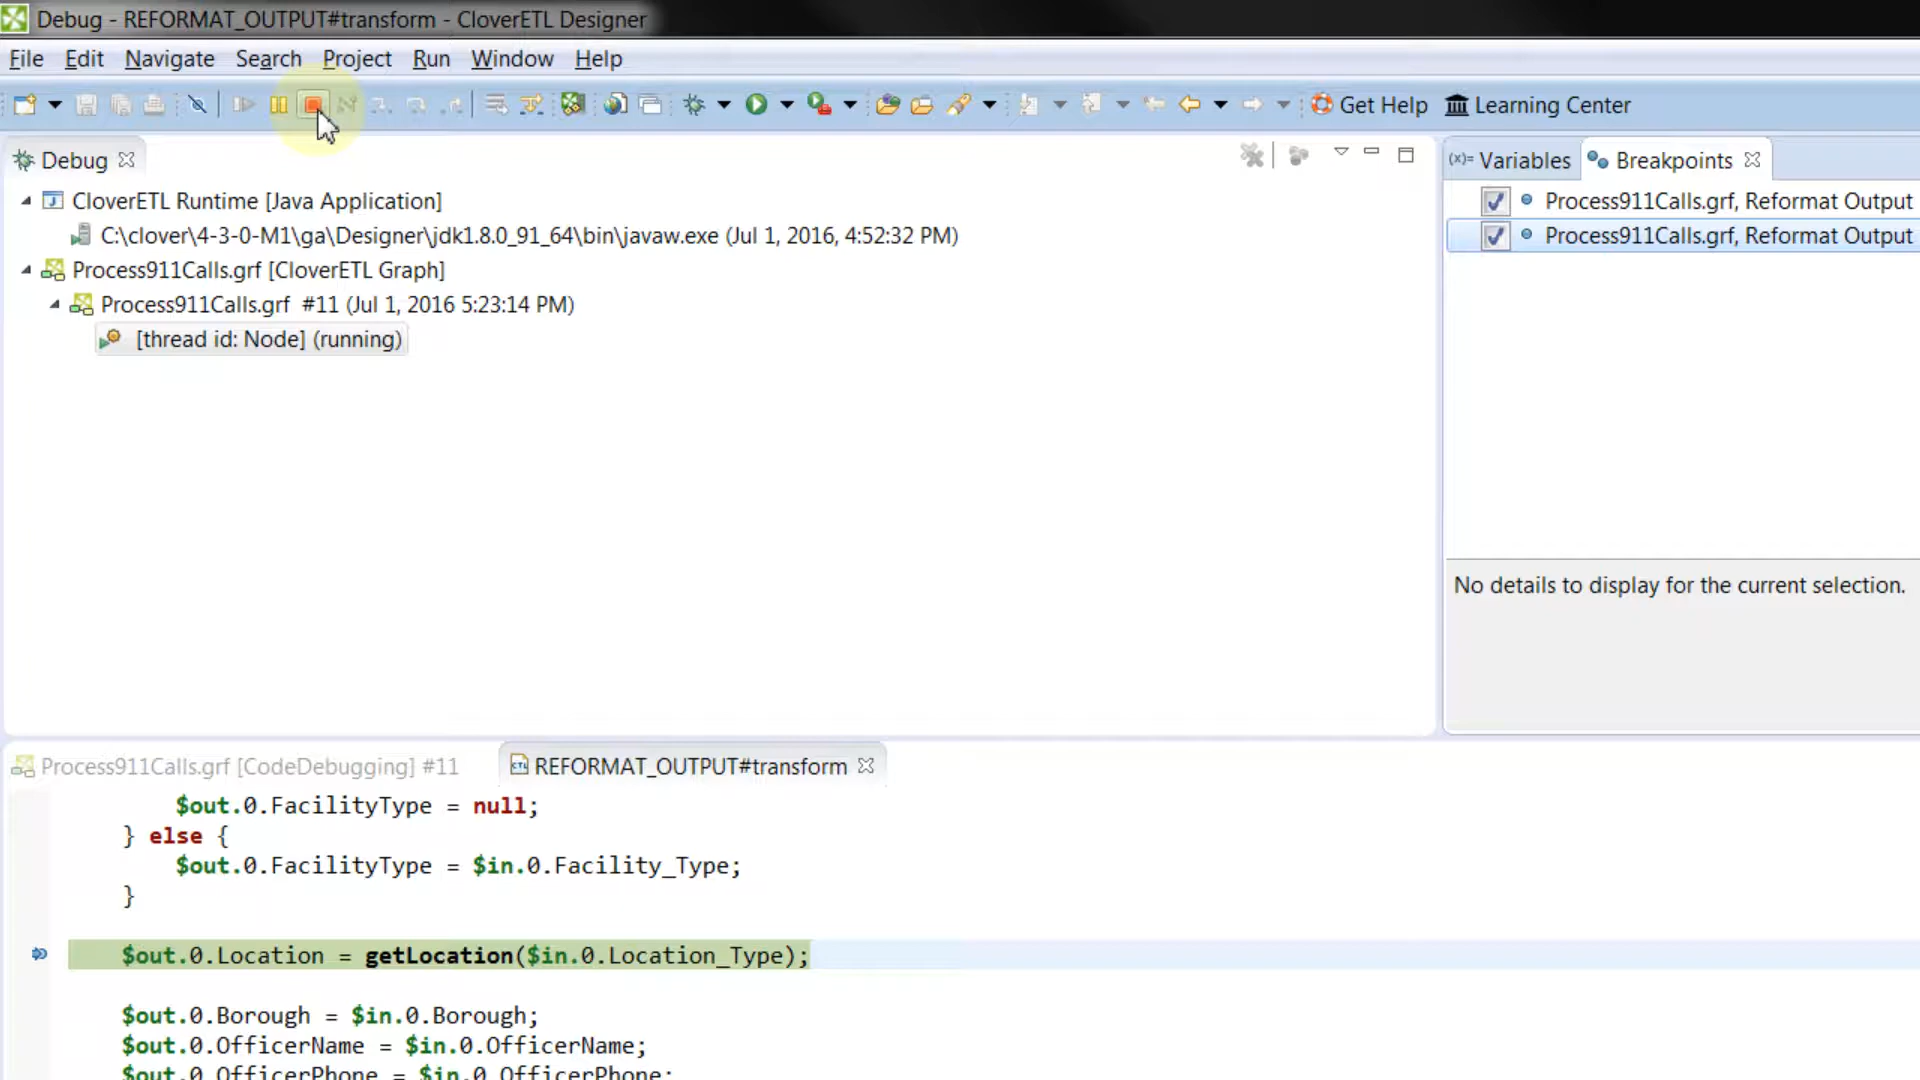 Debug - REFORMAT_OUTPUT#transform - CloverETL Designer
File Edit Navigate Search Project Run Window Help
Get Help Learning Center
Debug
(x)= Variables Breakpoints
CloverETL Runtime [Java Application]
Process911Calls.grf, Reformat Output
C:\clover\4-3-0-M1\ga\Designer\jdk1.8.0_91_64\bin\javaw.exe (Jul 1, 2016, 4:52:32 PM)
Process911Calls.grf, Reformat Output
Process911Calls.grf [CloverETL Graph]
Process911Calls.grf #11 (Jul 1, 2016 5:23:14 PM)
[thread id: Node] (running)
No details to display for the current selection.
Process911Calls.grf [CodeDebugging] #11 REFORMAT_OUTPUT#transform
$out.0.FacilityType = null;
} else {
$out.0.FacilityType = $in.0.Facility_Type;
}
$out.0.Location = getLocation($in.0.Location_Type);
$out.0.Borough = $in.0.Borough;
$out.0.OfficerName = $in.0.OfficerName;
$out.0.OfficerPhone = $in.0.OfficerPhone;